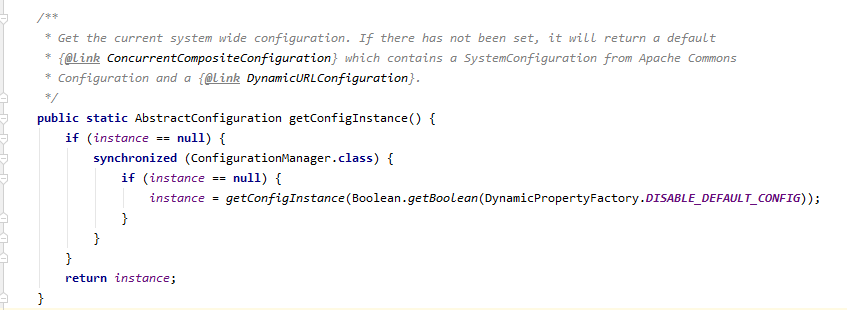 /**
 * Get the current system wide configuration. If there has not been set, it will return a default
 * {@link ConcurrentCompositeConfiguration} which contains a SystemConfiguration from Apache Commons
 * Configuration and a {@link DynamicURLConfiguration}.
 */
public static AbstractConfiguration getConfigInstance() {
    if (instance == null) {
        synchronized (ConfigurationManager.class) {
            if (instance == null) {
                instance = getConfigInstance(Boolean.getBoolean(DynamicPropertyFactory.DISABLE_DEFAULT_CONFIG));
            }
        }
    }
    return instance;
}